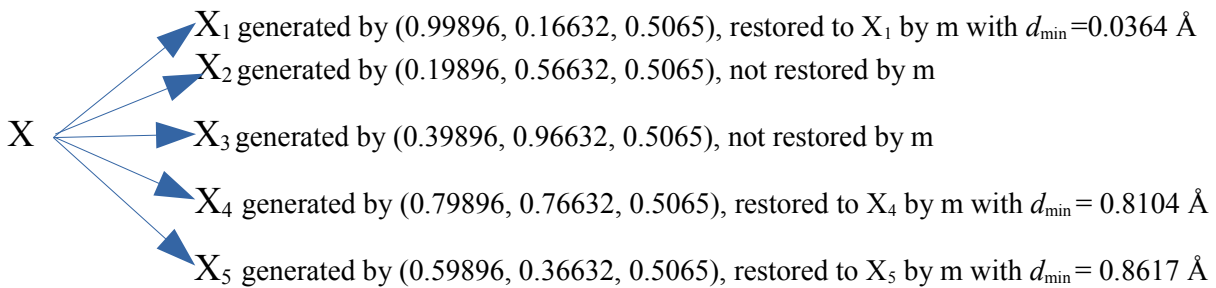 X₁ generated by (0.99896, 0.16632, 0.5065), restored to X₁ by m with dmin =0.0364 Å
X₂ generated by (0.19896, 0.56632, 0.5065), not restored by m
X X₃ generated by (0.39896, 0.96632, 0.5065), not restored by m
X₄ generated by (0.79896, 0.76632, 0.5065), restored to X₄ by m with dmin = 0.8104 Å
X₅ generated by (0.59896, 0.36632, 0.5065), restored to X₅ by m with dmin = 0.8617 Å